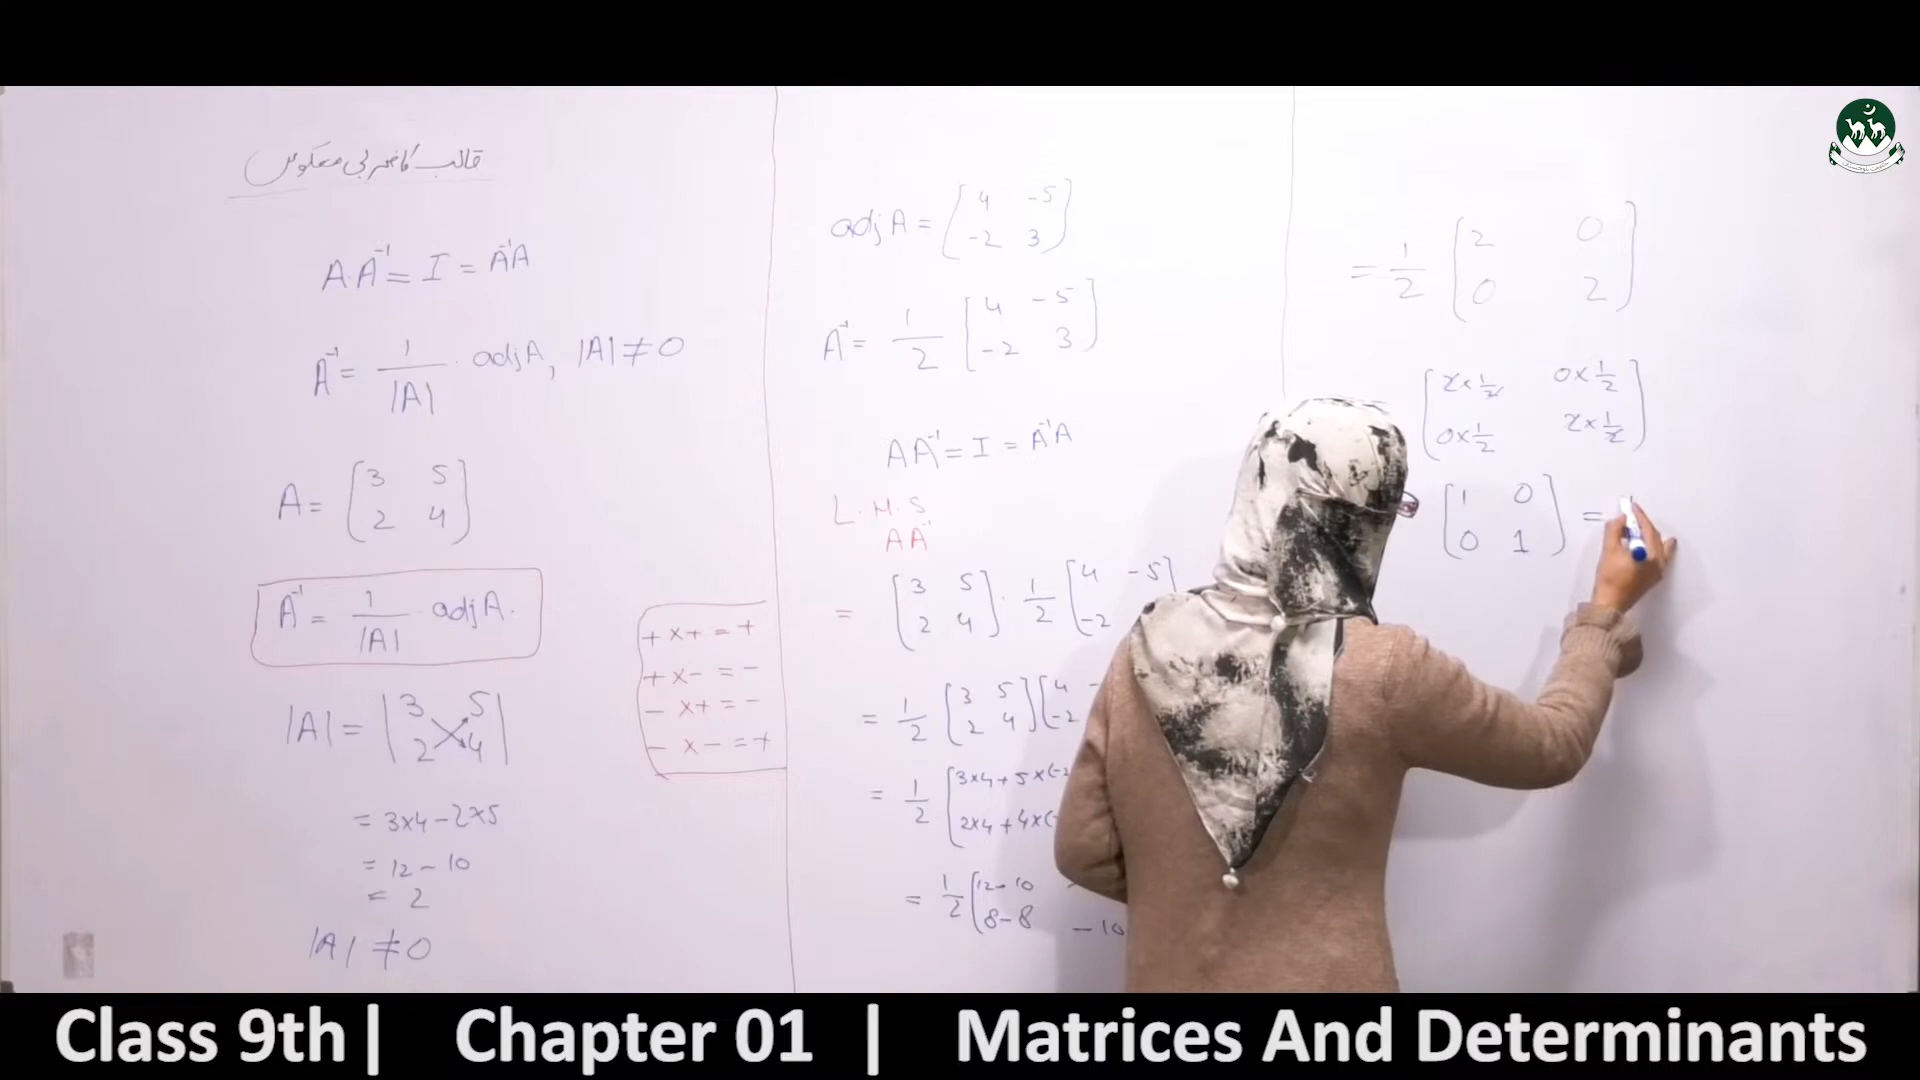 قالب کا ضربی معکوس
A.A⁻¹ = I = A⁻¹A
A⁻¹ = 1/|A| . adjA, |A| ≠ 0
A = [3 5; 2 4]
A⁻¹ = 1/|A| . adjA.
|A| = |3 5; 2 4|
= 3×4 – 2×5
= 12 – 10
= 2
|A| ≠ 0
+ × + = +
+ × - = -
- × + = -
- × - = +
adjA = [4 -5; -2 3]
A⁻¹ = 1/2 [4 -5; -2 3]
AA⁻¹ = I = A⁻¹A
L.H.S
AA⁻¹
= [3 5; 2 4] . 1/2 [4 -5; -2
= 1/2 [3 5; 2 4] [4 -; -2
= 1/2 [3×4 + 5×(-2; 2×4 + 4×(-
= 1/2 [12 - 10; 8 - 8 - 10
= 1/2 [2 0; 0 2]
[2×1/2 0×1/2; 0×1/2 2×1/2]
[1 0; 0 1] =
Class 9th | Chapter 01 | Matrices And Determinants